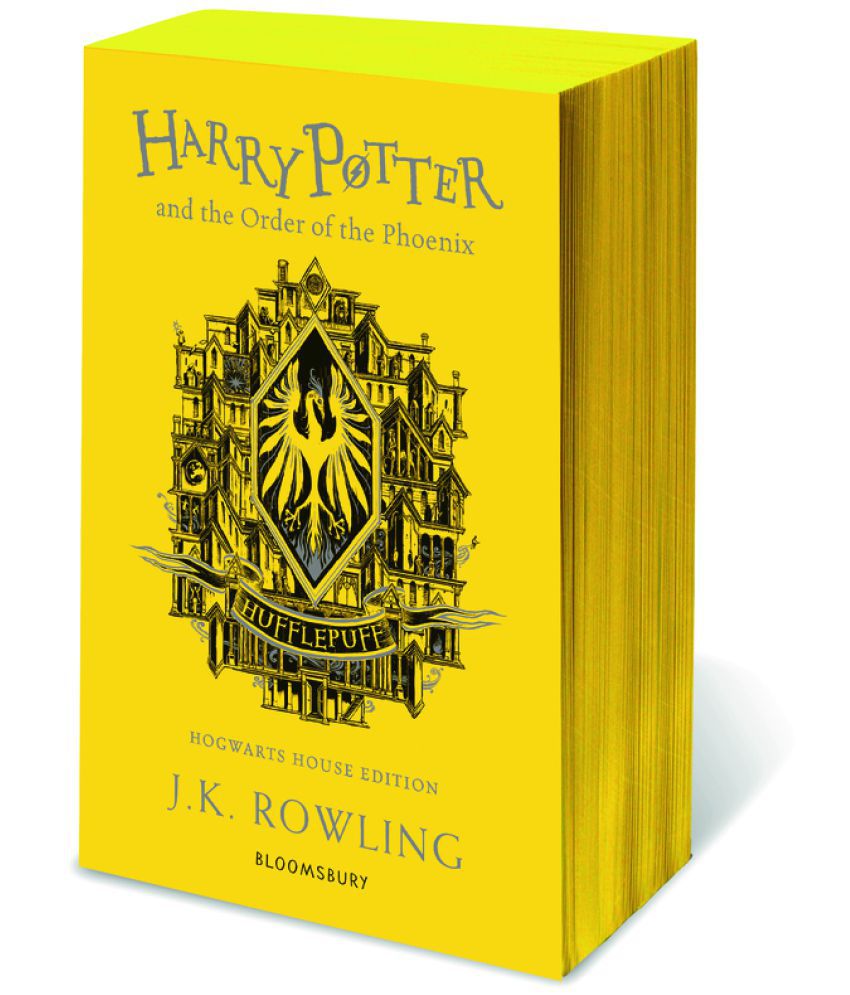 HARRY POTTER
and the Order of the Phoenix
HUFFLEPUFF
HOGWARTS HOUSE EDITION
J.K. ROWLING
BLOOMSBURY